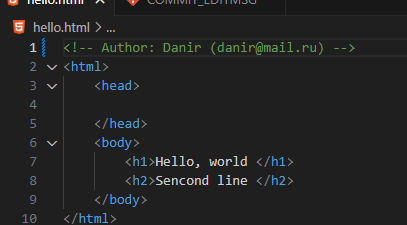 hello.html COMMIT_EDITMSG
hello.html > ...
1 <!-- Author: Danir (danir@mail.ru) -->
2 <html>
3 <head>
4
5 </head>
6 <body>
7 <h1>Hello, world </h1>
8 <h2>Sencond line </h2>
9 </body>
10 </html>